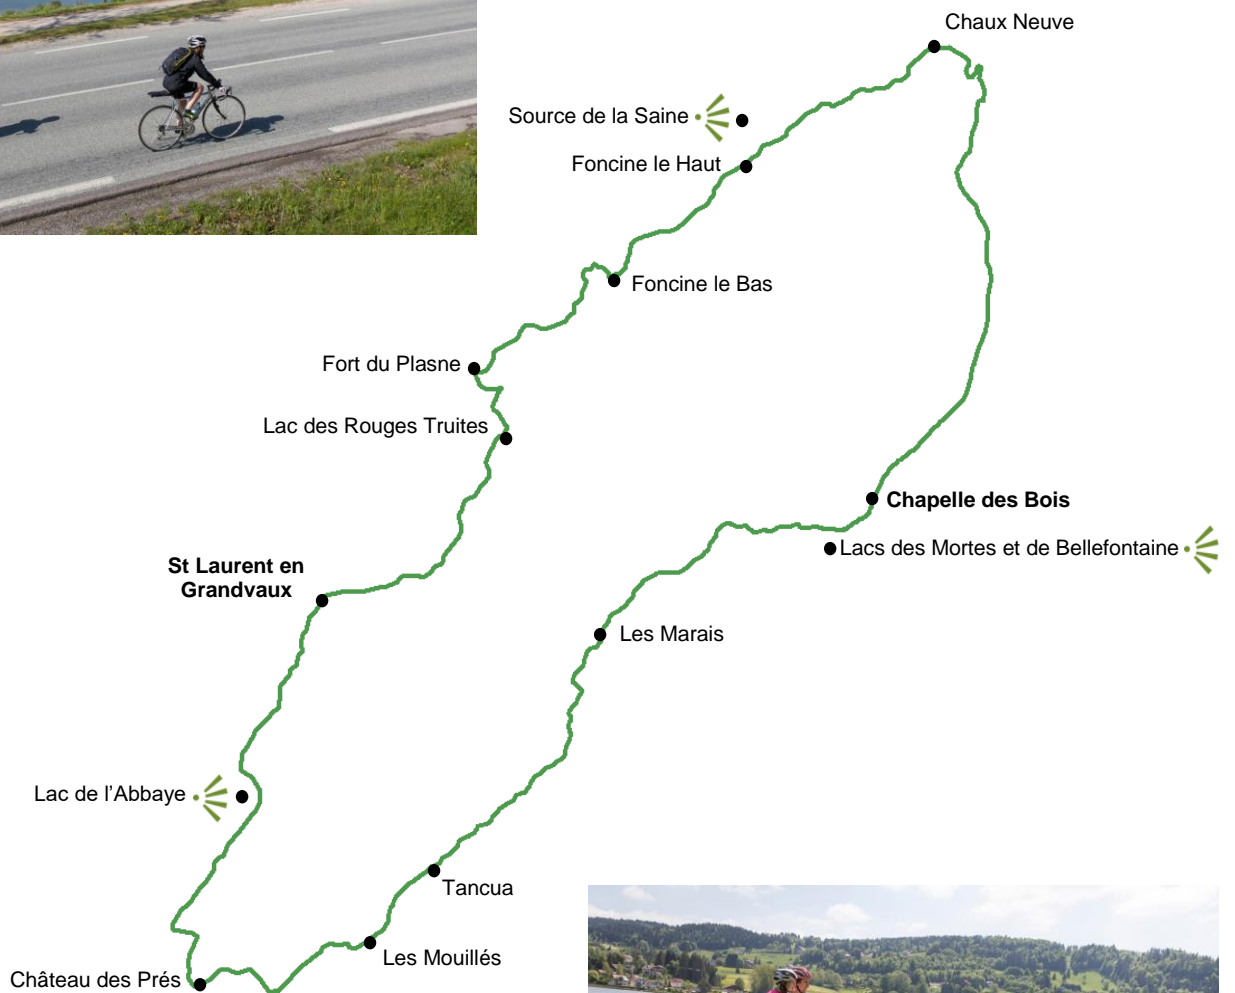 Chaux Neuve
Source de la Saine
Foncine le Haut
Foncine le Bas
Fort du Plasne
Lac des Rouges Truites
Chapelle des Bois
Lacs des Mortes et de Bellefontaine
St Laurent en
Grandvaux
Les Marais
Lac de l’Abbaye
Tancua
Les Mouillés
Château des Prés